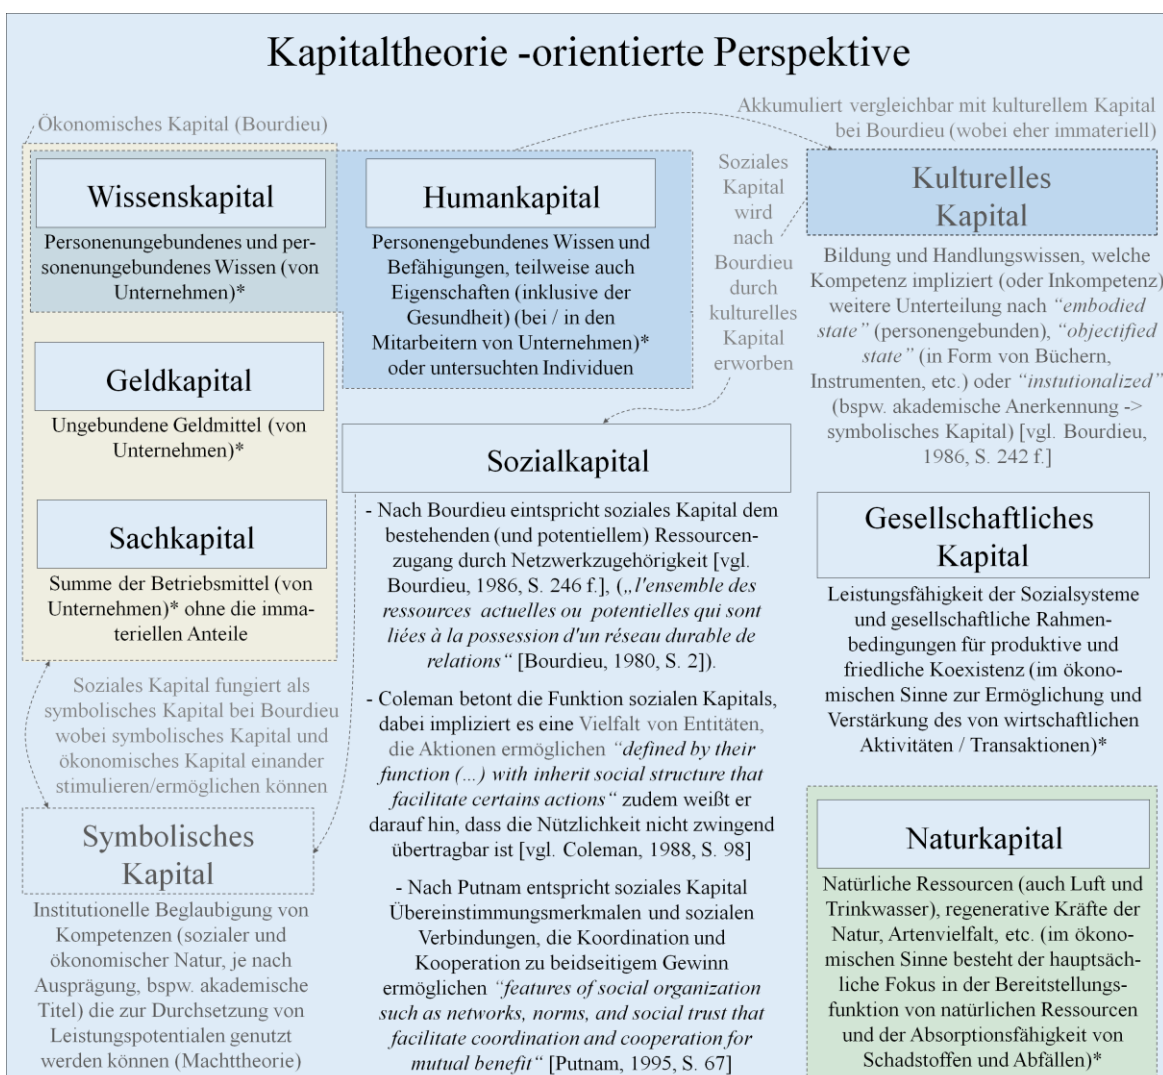 Kapitaltheorie -orientierte Perspektive
Ökonomisches Kapital (Bourdieu)
Wissenskapital
Personenungebundenes und per-
sonenungebundenes Wissen (von
Unternehmen)*
Geldkapital
Ungebundene Geldmittel (von
Unternehmen)*
Sachkapital
Summe der Betriebsmittel (von
Unternehmen)* ohne die imma-
teriellen Anteile
Soziales Kapital fungiert als
symbolisches Kapital bei Bourdieu
wobei symbolisches Kapital und
ökonomisches Kapital einander
stimulieren/ermöglichen können
Symbolisches
Kapital
Institutionelle Beglaubigung von
Kompetenzen (sozialer und
ökonomischer Natur, je nach
Ausprägung, bspw. akademische
Titel) die zur Durchsetzung von
Leistungspotentialen genutzt
werden können (Machttheorie)
Humankapital
Personengebundenes Wissen und
Befähigungen, teilweise auch
Eigenschaften (inklusive der
Gesundheit) (bei / in den
Mitarbeitern von Unternehmen)*
oder untersuchten Individuen
Soziales
Kapital
wird
nach
Bourdieu
durch
kulturelles
Kapital
erworben
Sozialkapital
- Nach Bourdieu eintspricht soziales Kapital dem
bestehenden (und potentiellem) Ressourcen-
zugang durch Netzwerkzugehörigkeit [vgl.
Bourdieu, 1986, S. 246 f.], („l'ensemble des
ressources actuelles ou potentielles qui sont
liées à la possession d'un réseau durable de
relations“ [Bourdieu, 1980, S. 2]).
- Coleman betont die Funktion sozialen Kapitals,
dabei impliziert es eine Vielfalt von Entitäten,
die Aktionen ermöglichen “defined by their
function (...) with inherit social structure that
facilitate certains actions“ zudem weißt er
darauf hin, dass die Nützlichkeit nicht zwingend
übertragbar ist [vgl. Coleman, 1988, S. 98]
- Nach Putnam entspricht soziales Kapital
Übereinstimmungsmerkmalen und sozialen
Verbindungen, die Koordination und
Kooperation zu beidseitigem Gewinn
ermöglichen “features of social organization
such as networks, norms, and social trust that
facilitate coordination and cooperation for
mutual benefit“ [Putnam, 1995, S. 67]
Akkumuliert vergleichbar mit kulturellem Kapital
bei Bourdieu (wobei eher immateriell)
Kulturelles
Kapital
Bildung und Handlungswissen, welche
Kompetenz impliziert (oder Inkompetenz)
weitere Unterteilung nach “embodied
state” (personengebunden), “objectified
state” (in Form von Büchern,
Instrumenten, etc.) oder “instutionalized”
(bspw. akademische Anerkennung ->
symbolisches Kapital) [vgl. Bourdieu,
1986, S. 242 f.]
Gesellschaftliches
Kapital
Leistungsfähigkeit der Sozialsysteme
und gesellschaftliche Rahmen-
bedingungen für produktive und
friedliche Koexistenz (im ökono-
mischen Sinne zur Ermöglichung und
Verstärkung des von wirtschaftlichen
Aktivitäten / Transaktionen)*
Naturkapital
Natürliche Ressourcen (auch Luft und
Trinkwasser), regenerative Kräfte der
Natur, Artenvielfalt, etc. (im ökono-
mischen Sinne besteht der hauptsäch-
liche Fokus in der Bereitstellungs-
funktion von natürlichen Ressourcen
und der Absorptionsfähigkeit von
Schadstoffen und Abfällen)*